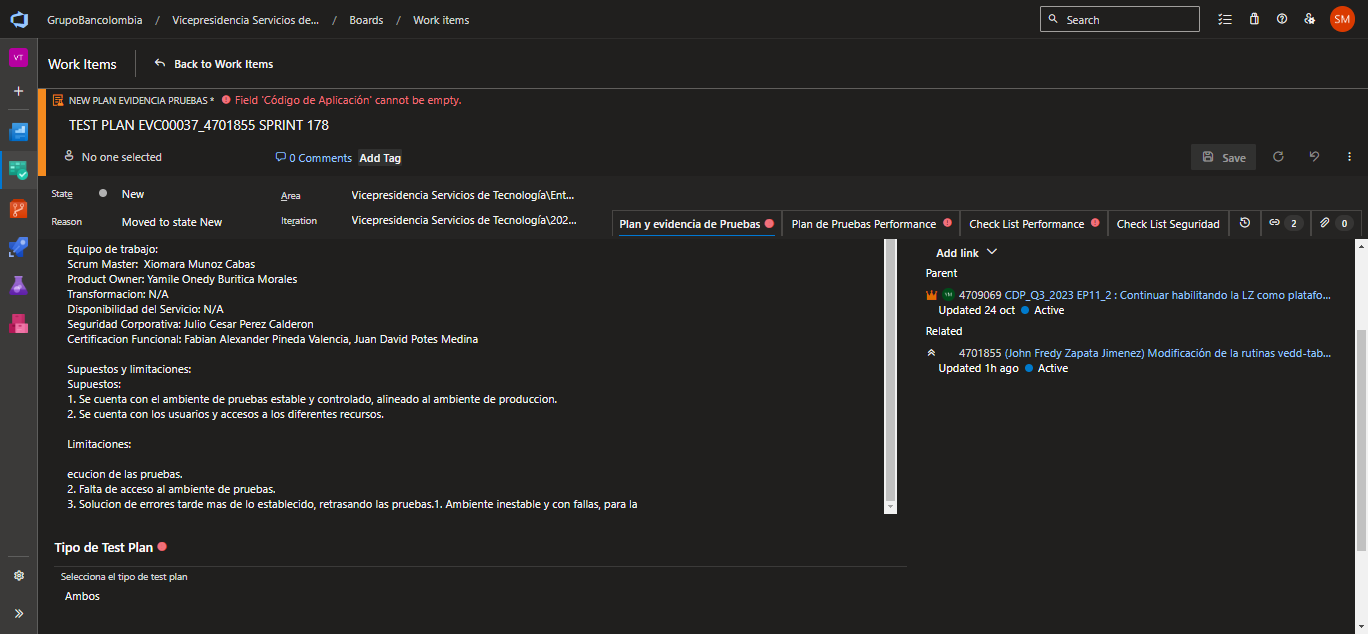 GrupoBancolombia / Vicepresidencia Servicios de... / Boards / Work items
Search
SM
VT
Work Items
Back to Work Items
NEW PLAN EVIDENCIA PRUEBAS * Field 'Código de Aplicación' cannot be empty.
TEST PLAN EVC00037_4701855 SPRINT 178
No one selected
0 Comments
Add Tag
Save
State
New
Area
Vicepresidencia Servicios de Tecnología\Ent...
Reason
Moved to state New
Iteration
Vicepresidencia Servicios de Tecnología\202...
Plan y evidencia de Pruebas
Plan de Pruebas Performance
Check List Performance
Check List Seguridad
2
0
Equipo de trabajo:
Scrum Master:  Xiomara Munoz Cabas
Product Owner: Yamile Onedy Buritica Morales
Transformacion: N/A
Disponibilidad del Servicio: N/A
Seguridad Corporativa: Julio Cesar Perez Calderon
Certificacion Funcional: Fabian Alexander Pineda Valencia, Juan David Potes Medina
Supuestos y limitaciones:
Supuestos:
1. Se cuenta con el ambiente de pruebas estable y controlado, alineado al ambiente de produccion.
2. Se cuenta con los usuarios y accesos a los diferentes recursos.
Limitaciones:
ecucion de las pruebas.
2. Falta de acceso al ambiente de pruebas.
3. Solucion de errores tarde mas de lo establecido, retrasando las pruebas.1. Ambiente inestable y con fallas, para la
Tipo de Test Plan
Selecciona el tipo de test plan
Ambos
Add link
Parent
4709069 CDP_Q3_2023 EP11_2 : Continuar habilitando la LZ como platafo...
Updated 24 oct
Active
Related
4701855 (John Fredy Zapata Jimenez) Modificación de la rutinas vedd-tab...
Updated 1h ago
Active